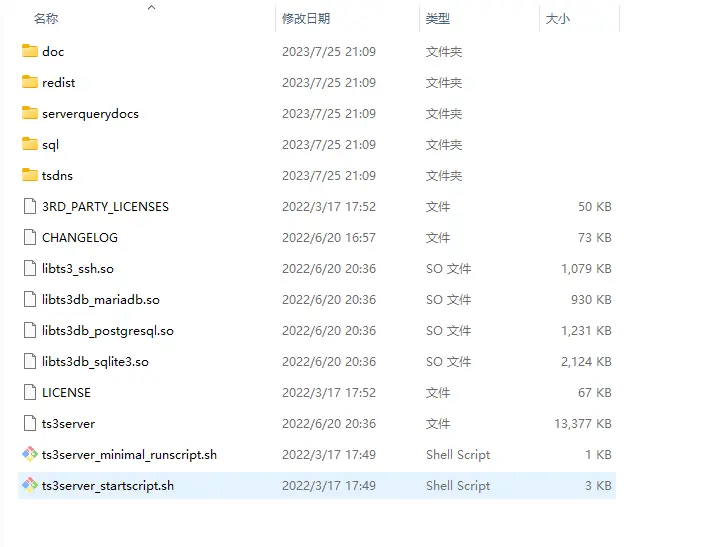 名称 修改日期 类型 大小
doc 2023/7/25 21:09 文件夹
redist 2023/7/25 21:09 文件夹
serverquerydocs 2023/7/25 21:09 文件夹
sql 2023/7/25 21:09 文件夹
tsdns 2023/7/25 21:09 文件夹
3RD_PARTY_LICENSES 2022/3/17 17:52 文件 50 KB
CHANGELOG 2022/6/20 16:57 文件 73 KB
libts3_ssh.so 2022/6/20 20:36 SO 文件 1,079 KB
libts3db_mariadb.so 2022/6/20 20:36 SO 文件 930 KB
libts3db_postgresql.so 2022/6/20 20:36 SO 文件 1,231 KB
libts3db_sqlite3.so 2022/6/20 20:36 SO 文件 2,124 KB
LICENSE 2022/3/17 17:52 文件 67 KB
ts3server 2022/6/20 20:36 文件 13,377 KB
ts3server_minimal_runscript.sh 2022/3/17 17:49 Shell Script 1 KB
ts3server_startscript.sh 2022/3/17 17:49 Shell Script 3 KB